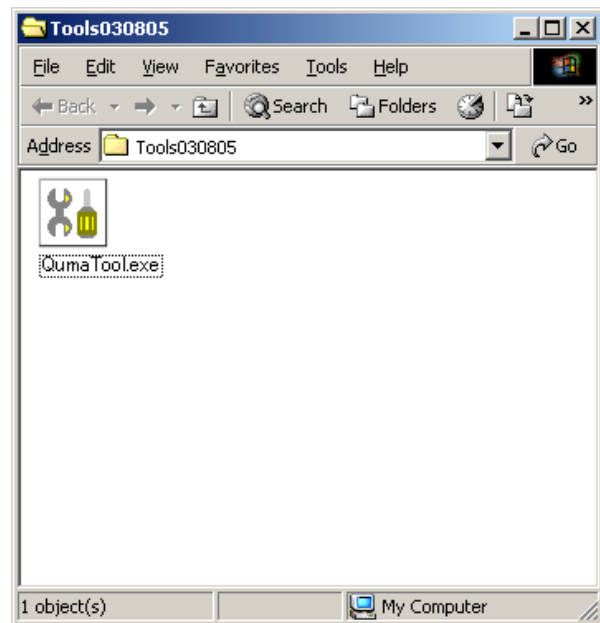 Tools030805
File Edit View Favorites Tools Help
Back Search Folders »
Address Tools030805 Go
QumaTool.exe
1 object(s) My Computer